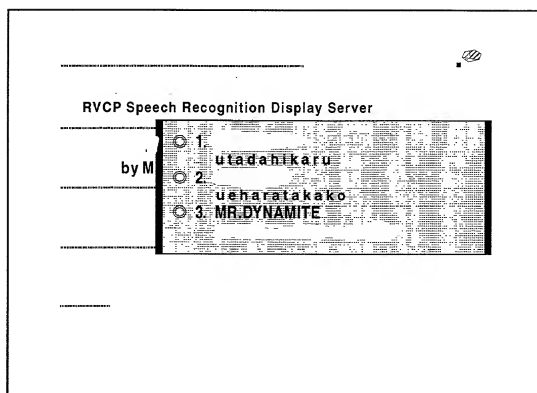 RVCP Speech Recognition Display Server
1.
utadahikaru
by M
2.
ueharatakako
3. MR.DYNAMITE